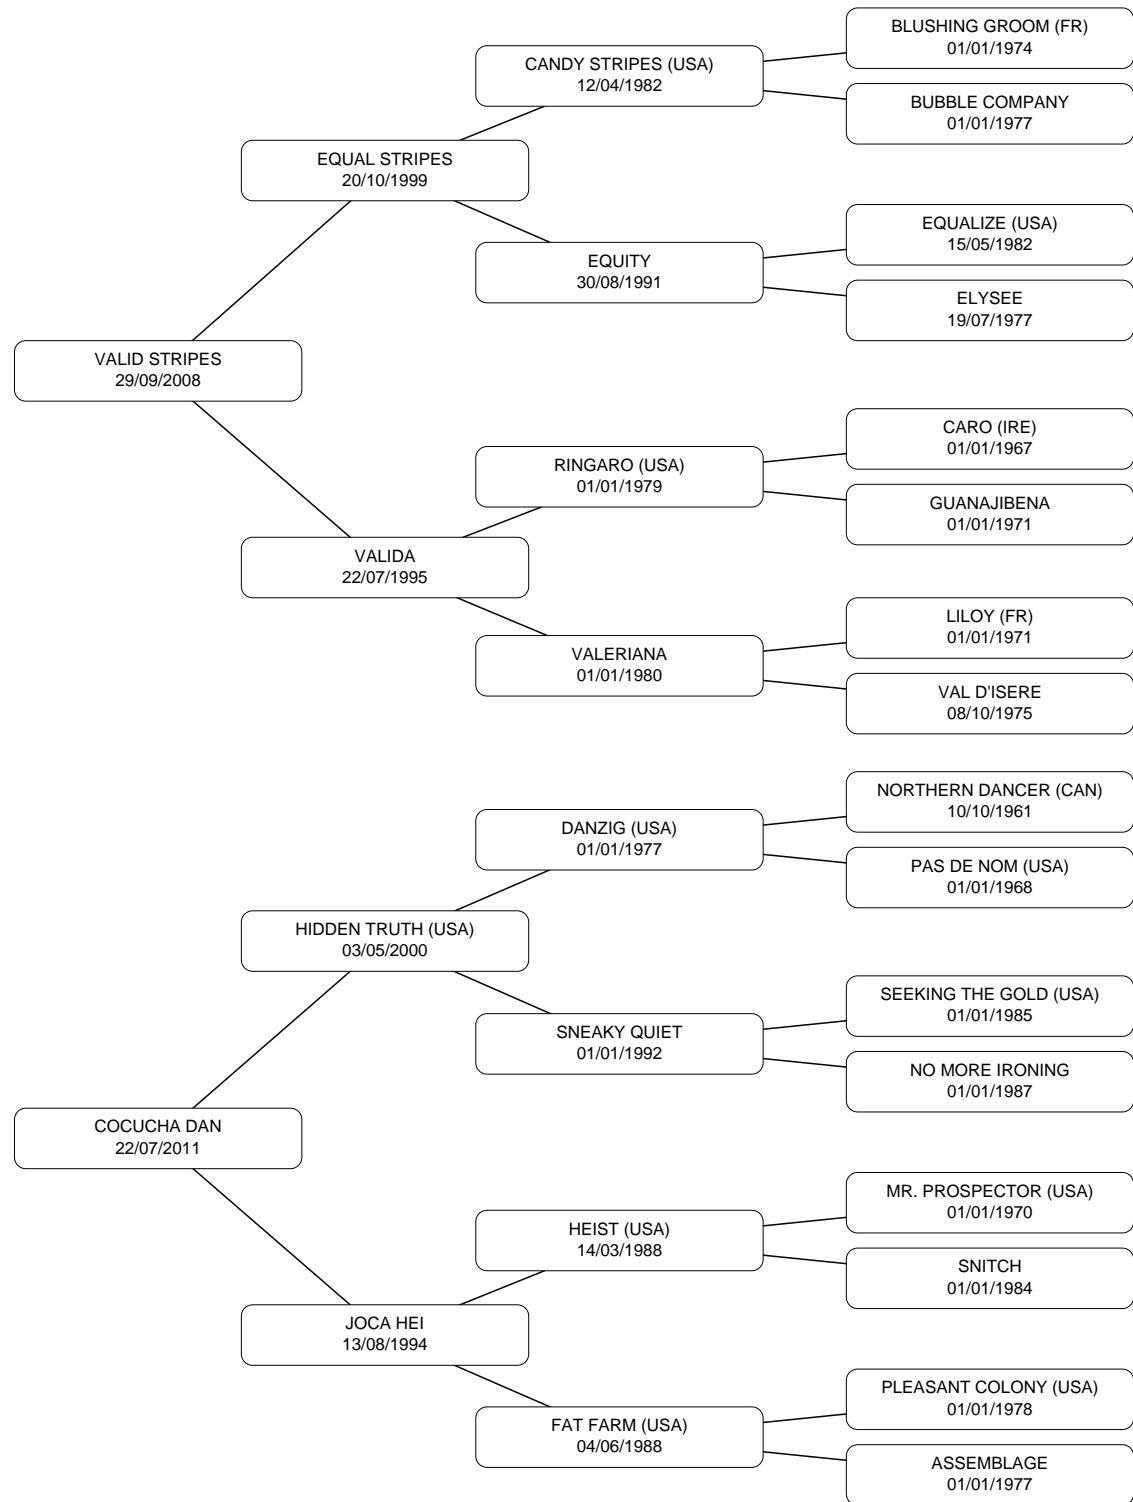 BLUSHING GROOM (FR)
01/01/1974
CANDY STRIPES (USA)
12/04/1982
BUBBLE COMPANY
01/01/1977
EQUAL STRIPES
20/10/1999
EQUALIZE (USA)
15/05/1982
EQUITY
30/08/1991
ELYSEE
19/07/1977
VALID STRIPES
29/09/2008
CARO (IRE)
01/01/1967
RINGARO (USA)
01/01/1979
GUANAJIBENA
01/01/1971
VALIDA
22/07/1995
LILOY (FR)
01/01/1971
VALERIANA
01/01/1980
VAL D'ISERE
08/10/1975
NORTHERN DANCER (CAN)
10/10/1961
DANZIG (USA)
01/01/1977
PAS DE NOM (USA)
01/01/1968
HIDDEN TRUTH (USA)
03/05/2000
SEEKING THE GOLD (USA)
01/01/1985
SNEAKY QUIET
01/01/1992
NO MORE IRONING
01/01/1987
COCUCHA DAN
22/07/2011
MR. PROSPECTOR (USA)
01/01/1970
HEIST (USA)
14/03/1988
SNITCH
01/01/1984
JOCA HEI
13/08/1994
PLEASANT COLONY (USA)
01/01/1978
FAT FARM (USA)
04/06/1988
ASSEMBLAGE
01/01/1977